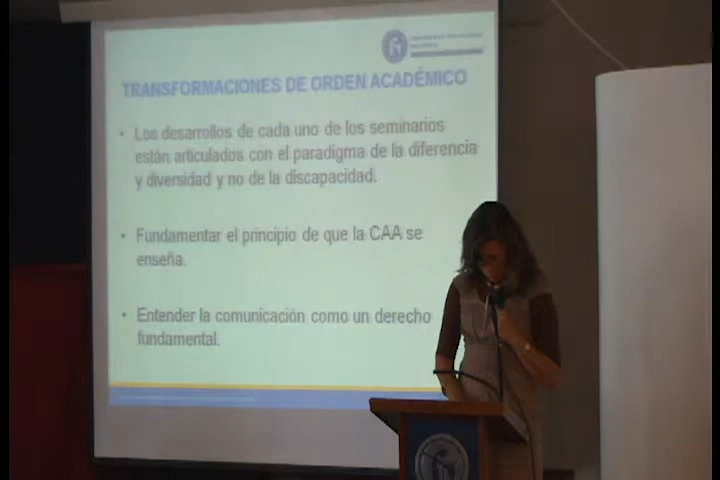 TRANSFORMACIONES DE ORDEN ACADÉMICO
• Los desarrollos de cada uno de los seminarios
están articulados con el paradigma de la diferencia
y diversidad y no de la discapacidad.
• Fundamentar el principio de que la CAA se
enseña.
• Entender la comunicación como un derecho
fundamental.